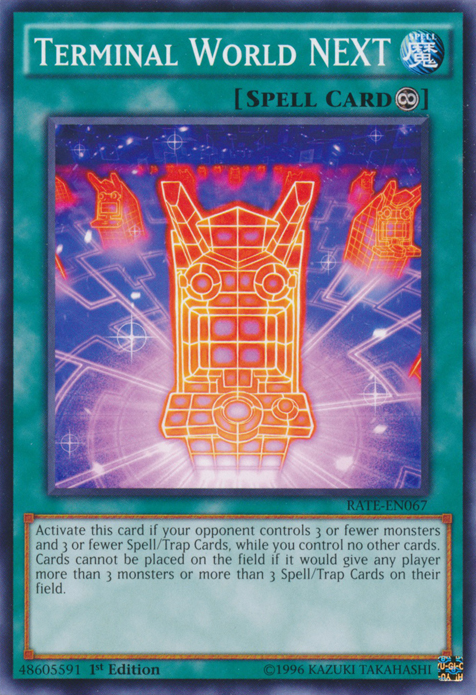 TERMINAL WORLD NEXT
SPELL
魔
[SPELL CARD]
RATE-EN067
Activate this card if your opponent controls 3 or fewer monsters
and 3 or fewer Spell/Trap Cards, while you control no other cards.
Cards cannot be placed on the field if it would give any player
more than 3 monsters or more than 3 Spell/Trap Cards on their
field.
48605591 1st Edition ©1996 KAZUKI TAKAHASHI